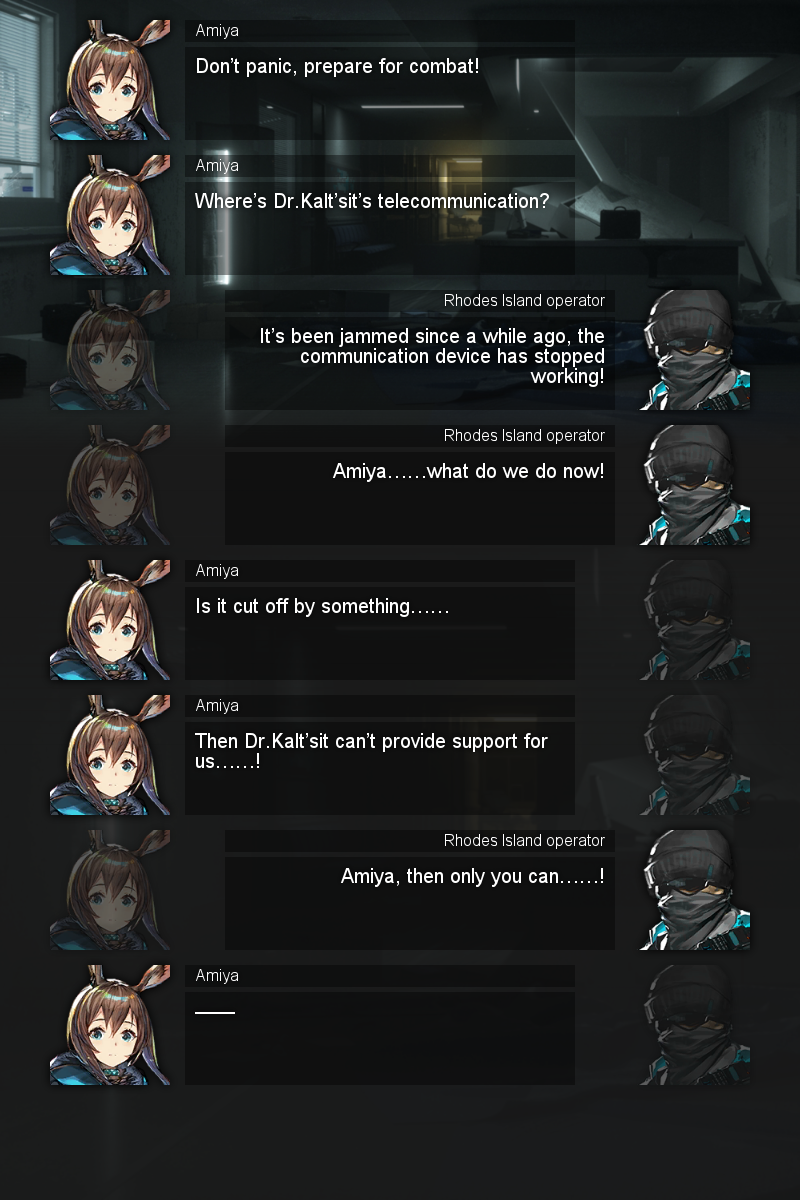 Amiya
Don't panic, prepare for combat!
Amiya
Where's Dr.Kalt'sit's telecommunication?
Rhodes Island operator
It's been jammed since a while ago, the
communication device has stopped
working!
Rhodes Island operator
Amiya......what do we do now!
Amiya
Is it cut off by something......
Amiya
Then Dr.Kalt'sit can't provide support for
us......!
Rhodes Island operator
Amiya, then only you can......!
Amiya
——